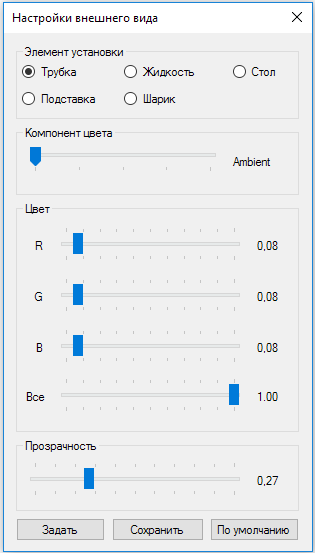 Настройки внешнего вида
Элемент установки
Трубка Жидкость Стол
Подставка Шарик
Компонент цвета
Ambient
Цвет
R 0,08
G 0,08
B 0,08
Все 1.00
Прозрачность
0,27
Задать Сохранить По умолчанию